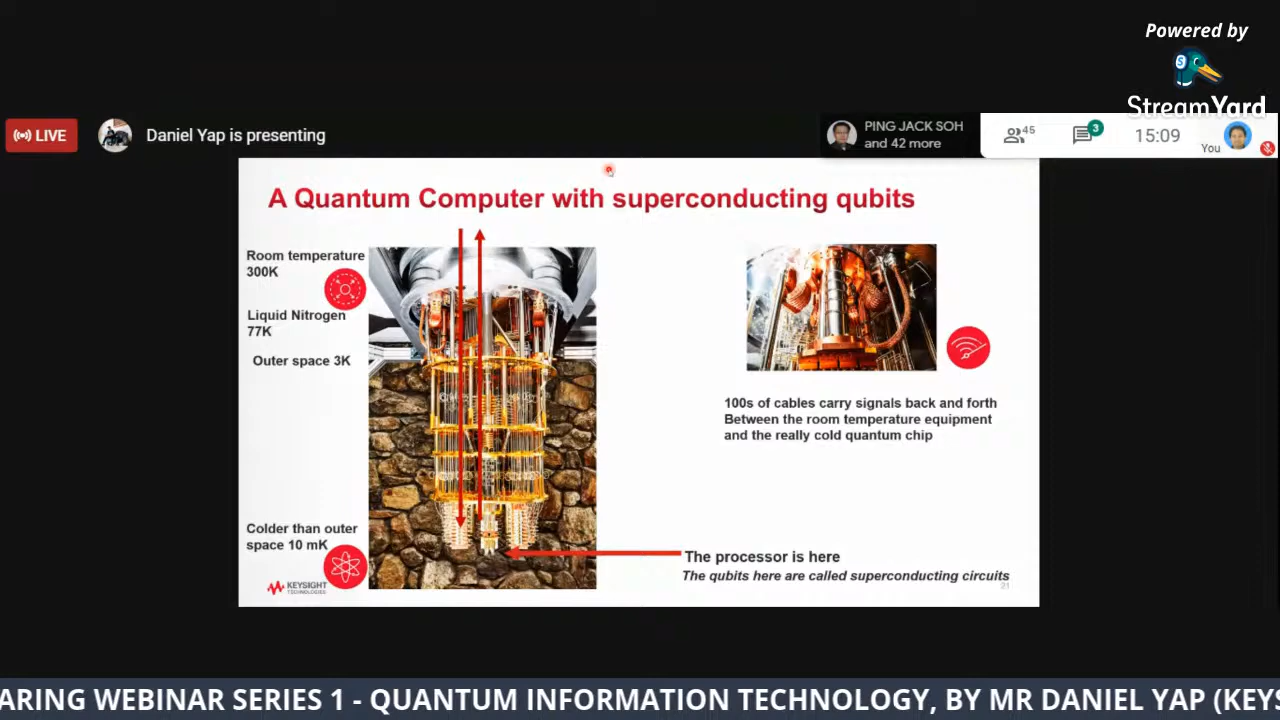 Powered by
StreamYard
LIVE
Daniel Yap is presenting
PING JACK SOH
and 42 more
45
3
15:09
You
A Quantum Computer with superconducting qubits
Room temperature
300K
Liquid Nitrogen
77K
Outer space 3K
100s of cables carry signals back and forth
Between the room temperature equipment
and the really cold quantum chip
Colder than outer
space 10 mK
The processor is here
The qubits here are called superconducting circuits
KEYSIGHT
TECHNOLOGIES
21
ARING WEBINAR SERIES 1 - QUANTUM INFORMATION TECHNOLOGY, BY MR DANIEL YAP (KEYS